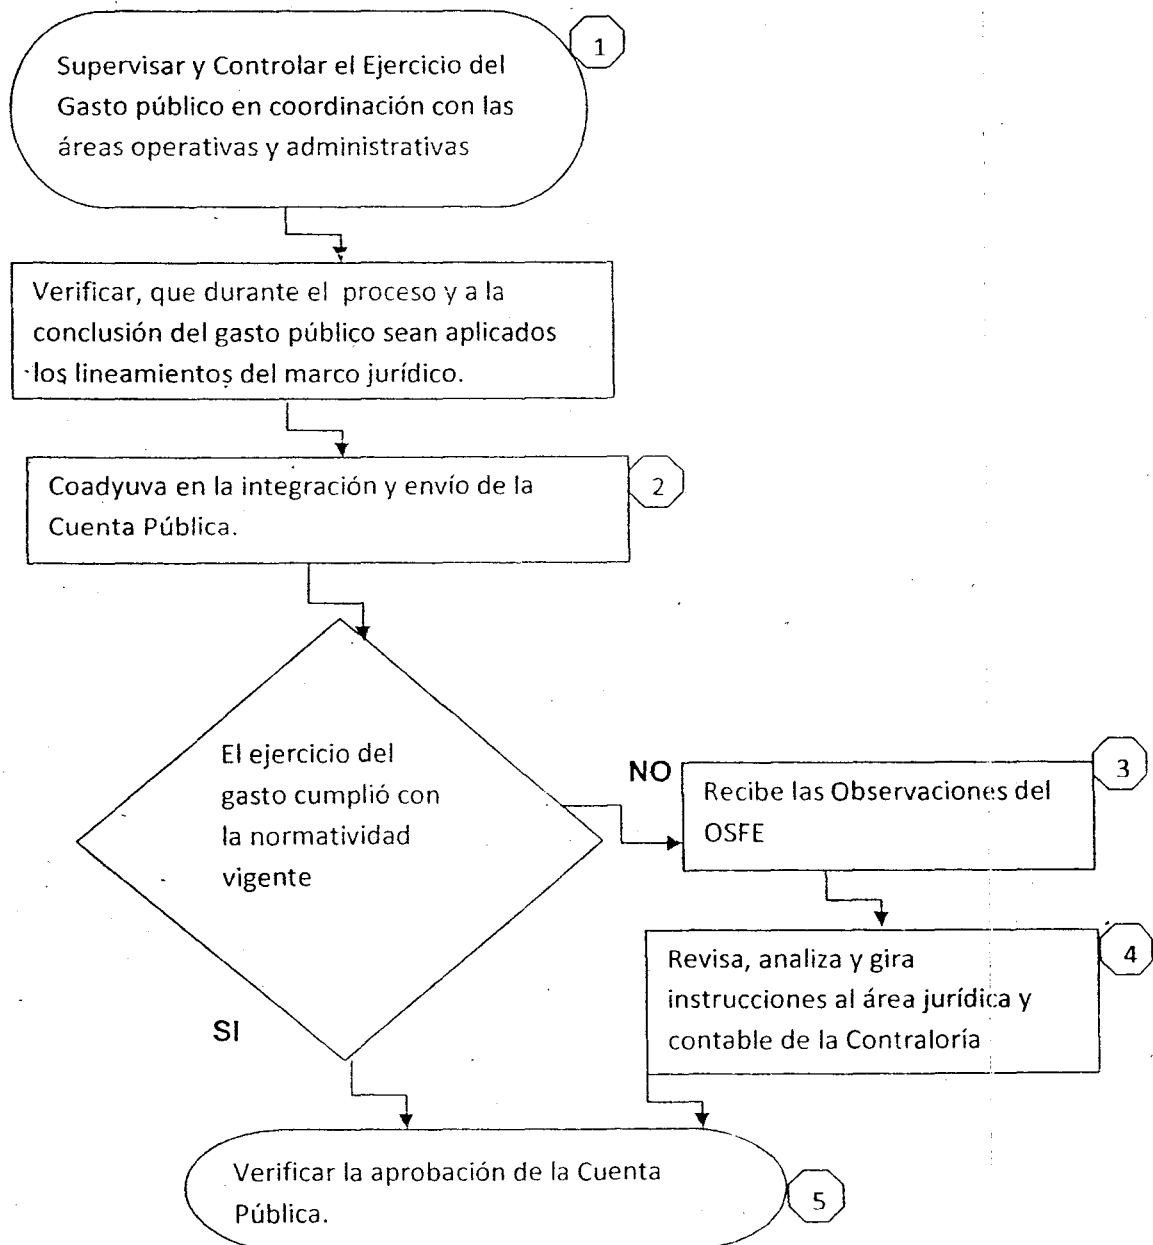 1
Supervisar y Controlar el Ejercicio del
Gasto público en coordinación con las
áreas operativas y administrativas
Verificar, que durante el proceso y a la
conclusión del gasto público sean aplicados
los lineamientos del marco jurídico.
2
Coadyuva en la integración y envío de la
Cuenta Pública.
El ejercicio del
gasto cumplió con
la normatividad
vigente
NO
3
Recibe las Observaciones del
OSFE
4
Revisa, analiza y gira
instrucciones al área jurídica y
contable de la Contraloría
SI
Verificar la aprobación de la Cuenta
Pública.
5